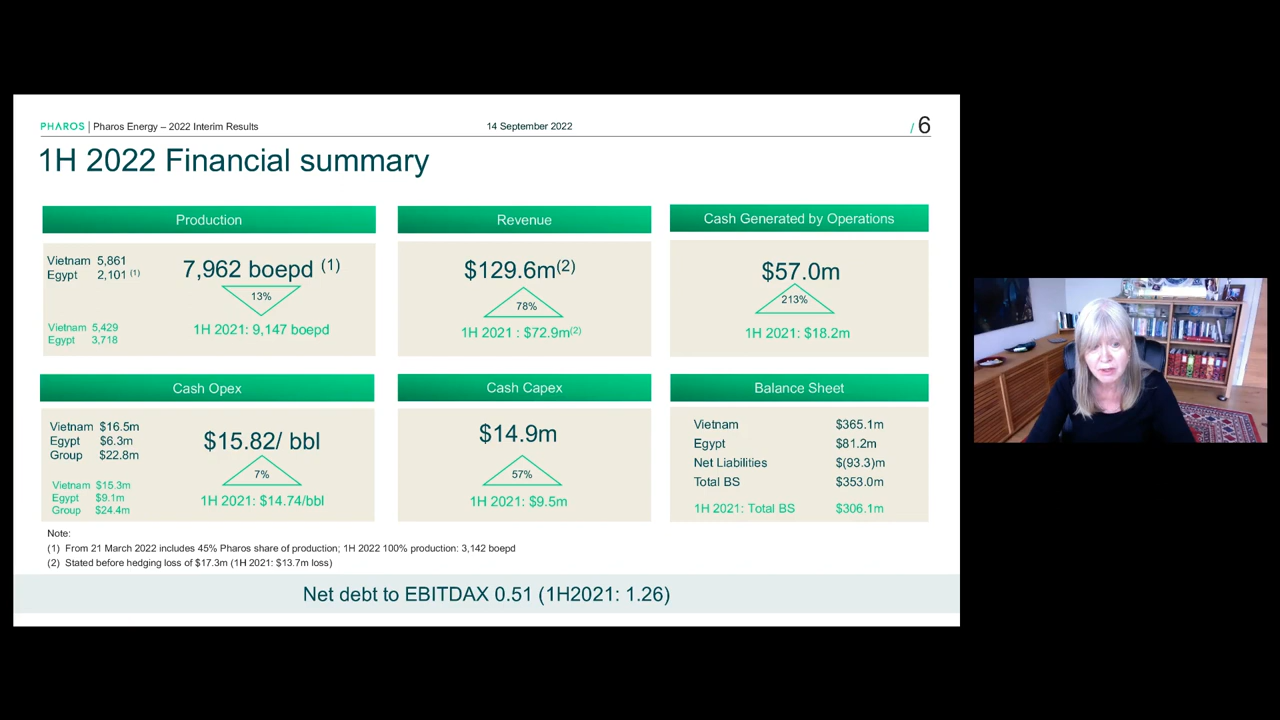 PHAROS | Pharos Energy – 2022 Interim Results
14 September 2022
/ 6
1H 2022 Financial summary
Production
Vietnam 5,861
Egypt 2,101 (1)
7,962 boepd (1)
13%
Vietnam 5,429
Egypt 3,718
1H 2021: 9,147 boepd
Revenue
$129.6m(2)
78%
1H 2021 : $72.9m(2)
Cash Generated by Operations
$57.0m
213%
1H 2021: $18.2m
Cash Opex
Vietnam $16.5m
Egypt $6.3m
Group $22.8m
$15.82/ bbl
7%
Vietnam $15.3m
Egypt $9.1m
Group $24.4m
1H 2021: $14.74/bbl
Cash Capex
$14.9m
57%
1H 2021: $9.5m
Balance Sheet
Vietnam $365.1m
Egypt $81.2m
Net Liabilities $(93.3)m
Total BS $353.0m
1H 2021: Total BS $306.1m
Note:
(1) From 21 March 2022 includes 45% Pharos share of production; 1H 2022 100% production: 3,142 boepd
(2) Stated before hedging loss of $17.3m (1H 2021: $13.7m loss)
Net debt to EBITDAX 0.51 (1H2021: 1.26)